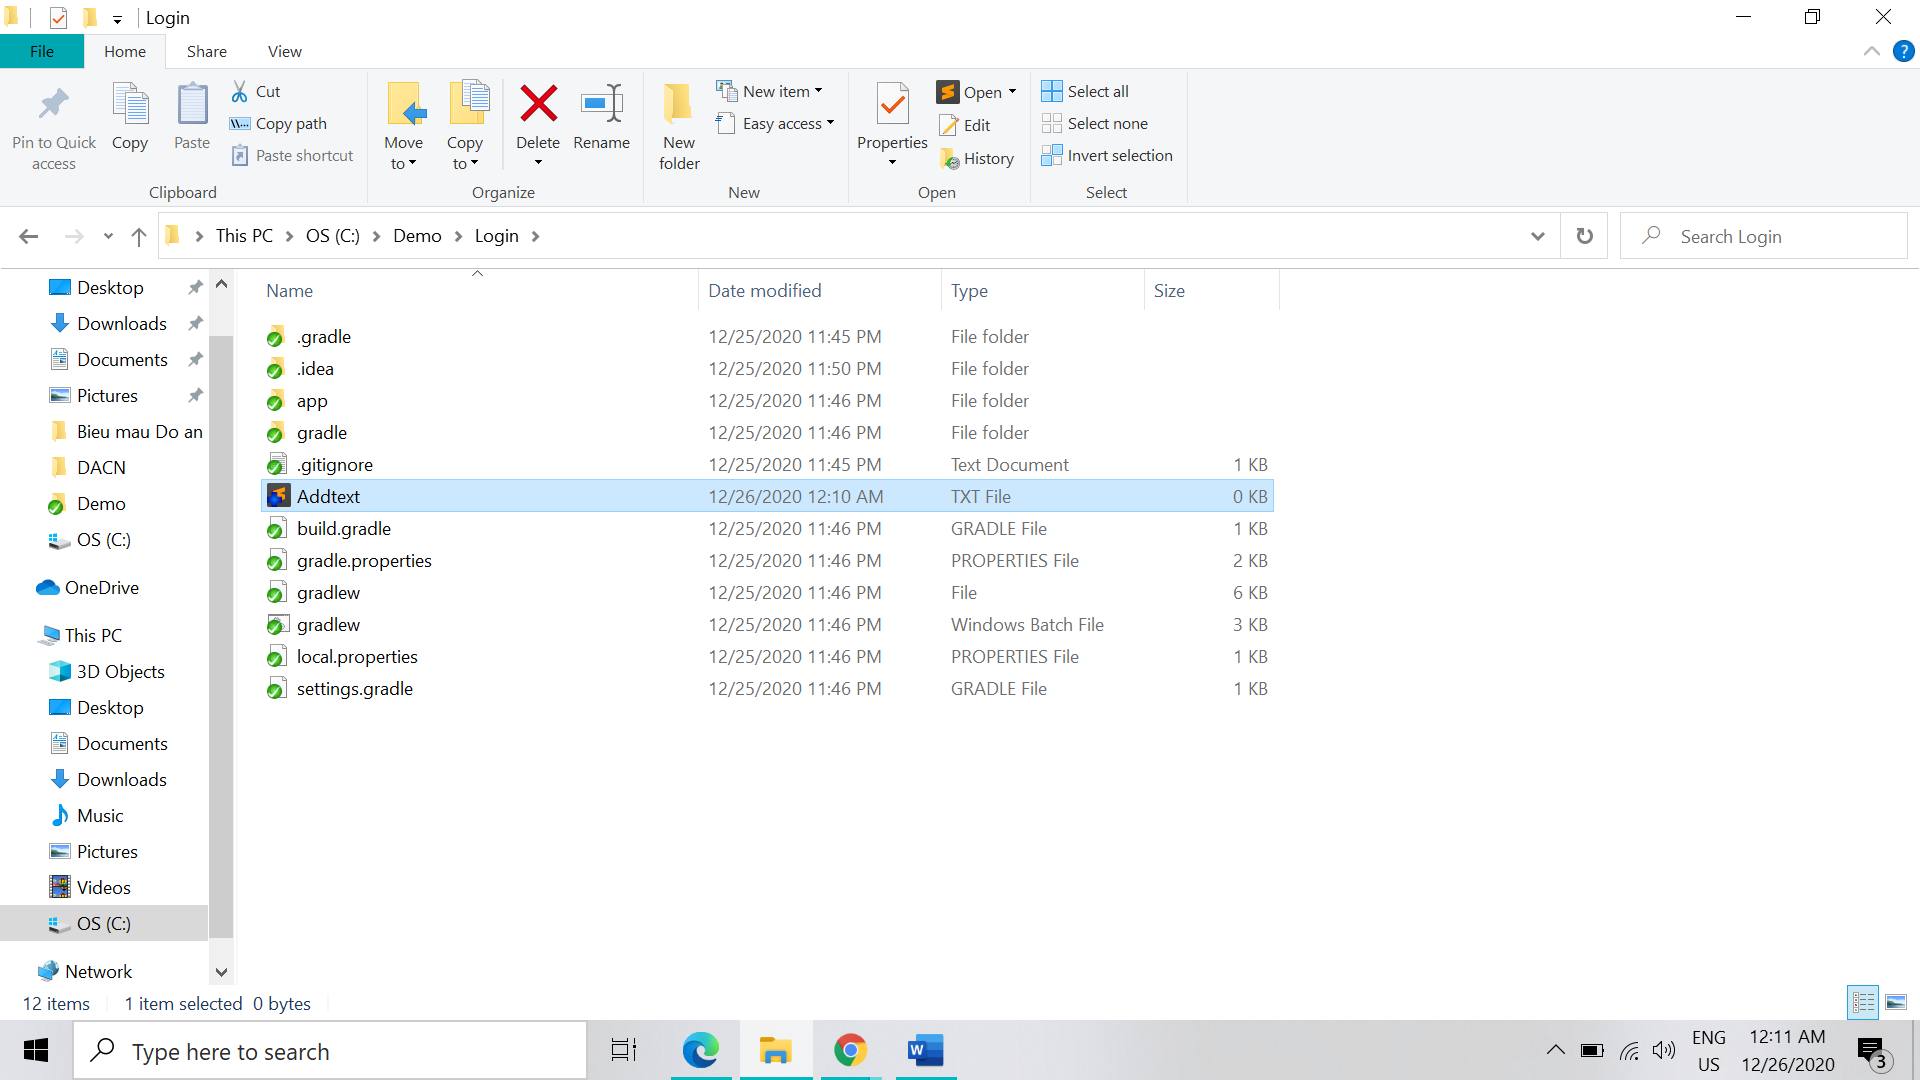 Login
File Home Share View
Pin to Quick access
Copy
Paste
Cut
Copy path
Paste shortcut
Clipboard
Move to
Copy to
Delete
Rename
Organize
New folder
New item
Easy access
New
Properties
Open
Edit
History
Open
Select all
Select none
Invert selection
Select
This PC OS (C:) Demo Login
Search Login
Desktop
Downloads
Documents
Pictures
Bieu mau Do an
DACN
Demo
OS (C:)
OneDrive
This PC
3D Objects
Desktop
Documents
Downloads
Music
Pictures
Videos
OS (C:)
Network
Name Date modified Type Size
.gradle 12/25/2020 11:45 PM File folder
.idea 12/25/2020 11:50 PM File folder
app 12/25/2020 11:46 PM File folder
gradle 12/25/2020 11:46 PM File folder
.gitignore 12/25/2020 11:45 PM Text Document 1 KB
Addtext 12/26/2020 12:10 AM TXT File 0 KB
build.gradle 12/25/2020 11:46 PM GRADLE File 1 KB
gradle.properties 12/25/2020 11:46 PM PROPERTIES File 2 KB
gradlew 12/25/2020 11:46 PM File 6 KB
gradlew 12/25/2020 11:46 PM Windows Batch File 3 KB
local.properties 12/25/2020 11:46 PM PROPERTIES File 1 KB
settings.gradle 12/25/2020 11:46 PM GRADLE File 1 KB
12 items 1 item selected 0 bytes
Type here to search
W
ENG
US
12:11 AM
12/26/2020
3